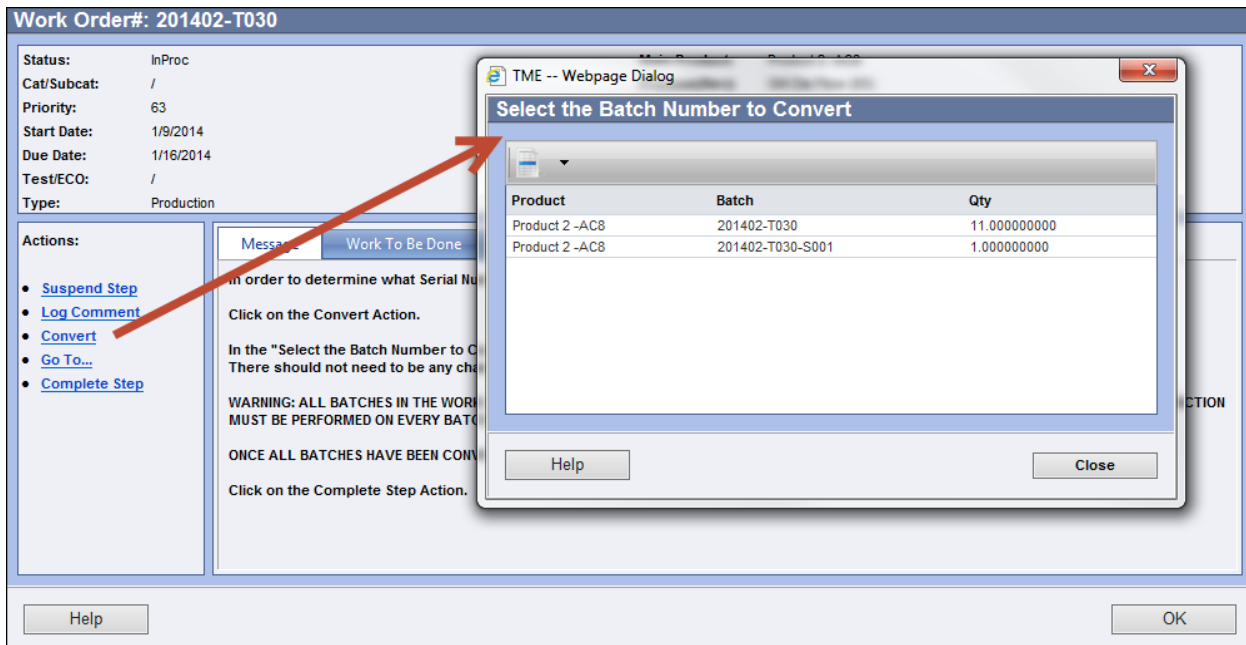 Work Order#: 201402-T030
Status: InProc
Cat/Subcat: /
Priority: 63
Start Date: 1/9/2014
Due Date: 1/16/2014
Test/ECO: /
Type: Production
Actions:
Suspend Step
Log Comment
Convert
Go To...
Complete Step
Message Work To Be Done
In order to determine what Serial
Click on the Convert Action.
In the "Select the Batch Number to
There should not need to be any
WARNING: ALL BATCHES IN THE
MUST BE PERFORMED ON EVERY
ONCE ALL BATCHES HAVE BEEN
Click on the Complete Step Action.
TME -- Webpage Dialog
Select the Batch Number to Convert
Product Batch Qty
Product 2 -AC8 201402-T030 11.000000000
Product 2 -AC8 201402-T030-S001 1.000000000
Help Close
Help OK